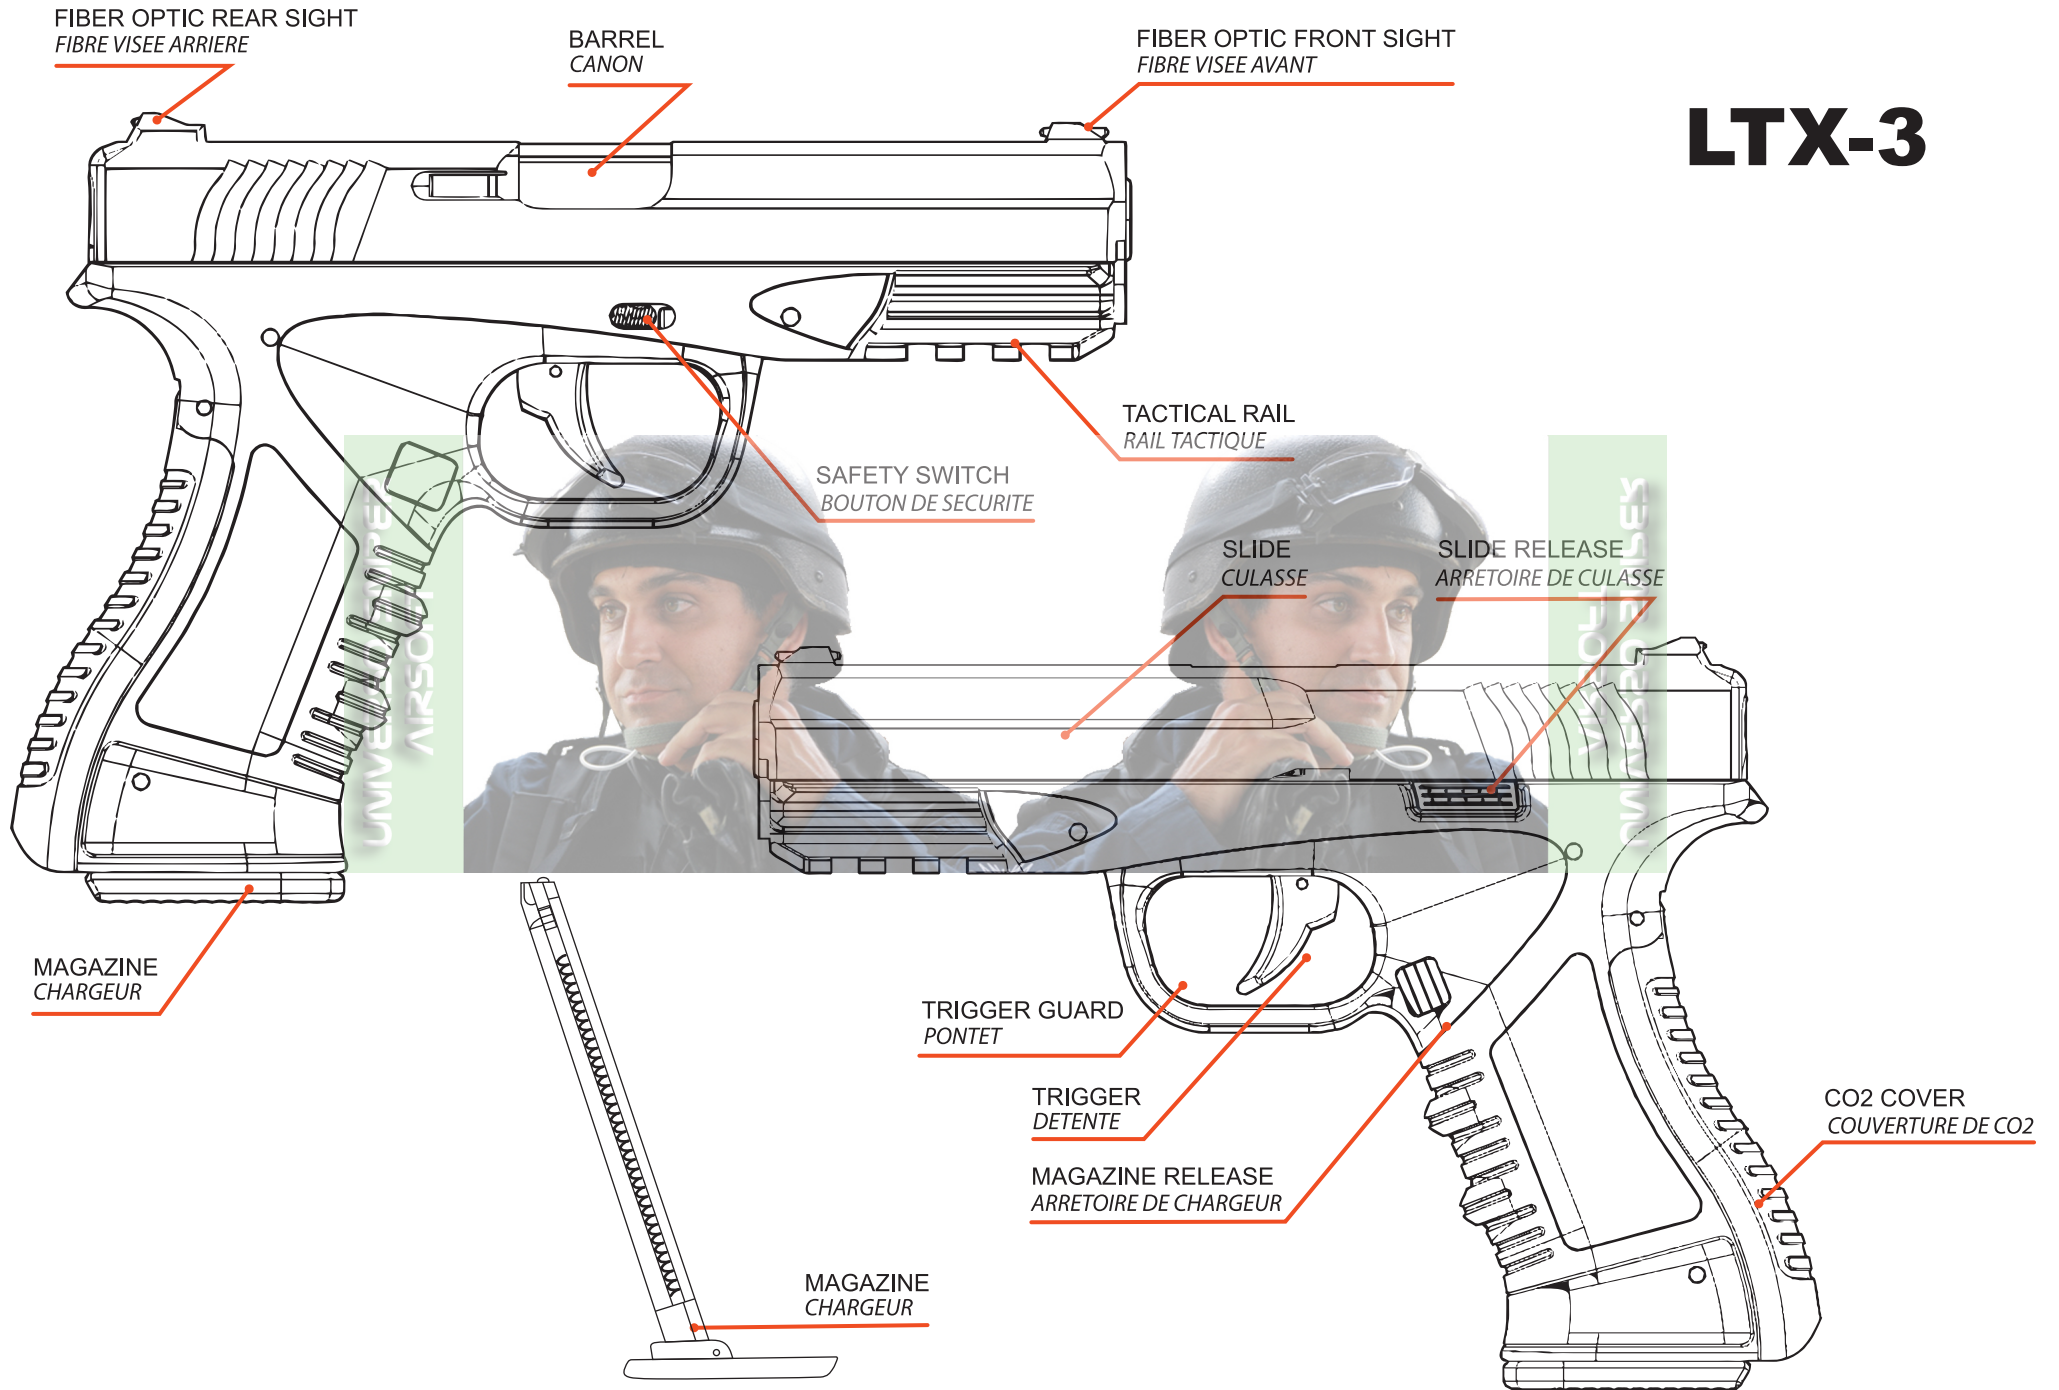 FIBER OPTIC REAR SIGHT
FIBRE VISEE ARRIERE
BARREL
CANON
FIBER OPTIC FRONT SIGHT
FIBRE VISEE AVANT
LTX-3
TACTICAL RAIL
RAIL TACTIQUE
SAFETY SWITCH
BOUTON DE SECURITE
SLIDE
CULASSE
SLIDE RELEASE
ARRETOIRE DE CULASSE
MAGAZINE
CHARGEUR
TRIGGER GUARD
PONTET
TRIGGER
DETENTE
MAGAZINE RELEASE
ARRETOIRE DE CHARGEUR
CO2 COVER
COUVERTURE DE CO2
MAGAZINE
CHARGEUR